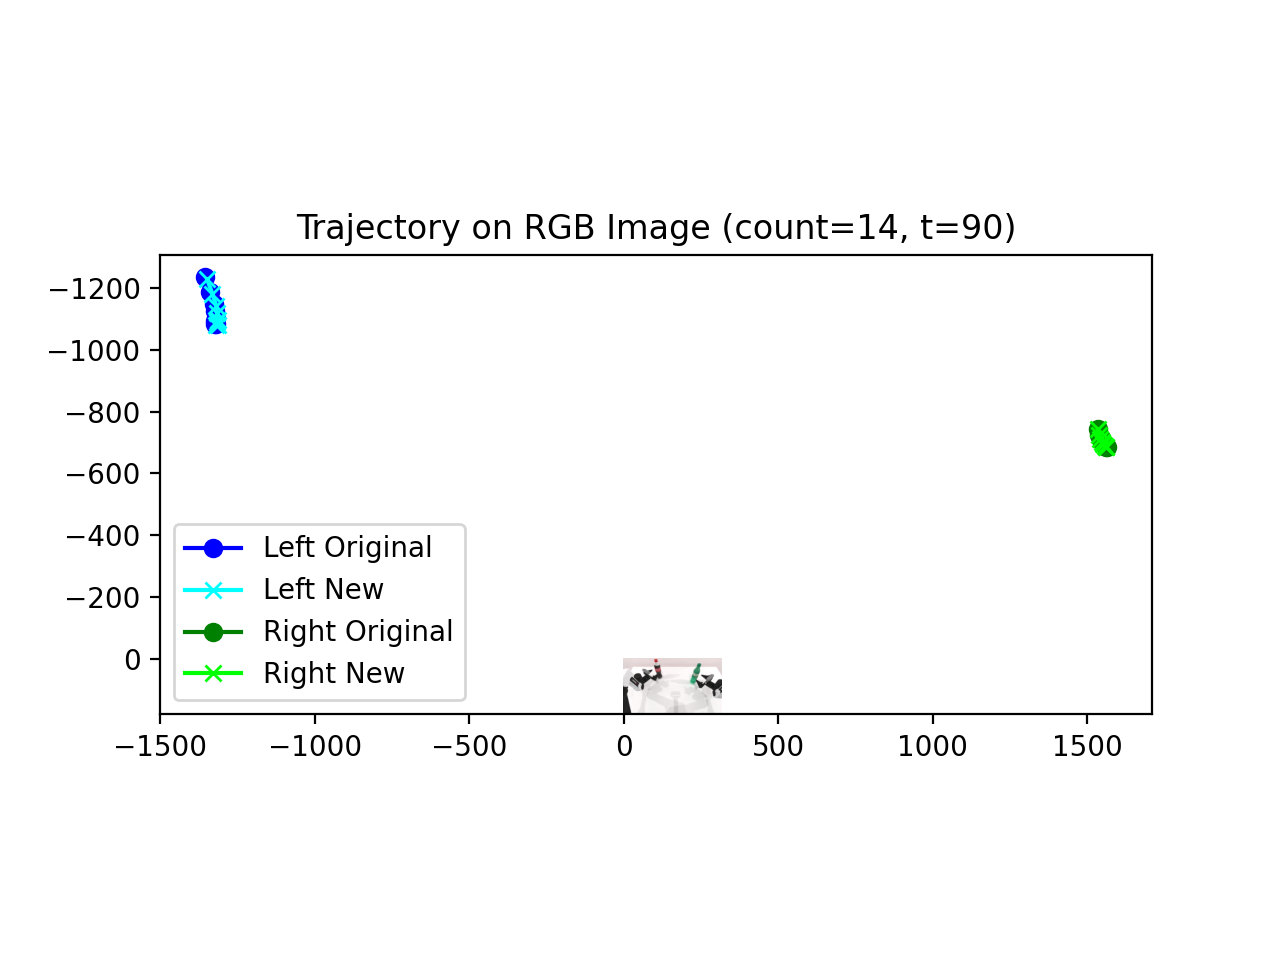 Trajectory on RGB Image (count=14, t=90)
−1200
−1000
−800
−600
−400
−200
0
Left Original
Left New
Right Original
Right New
−1500
−1000
−500
0
500
1000
1500